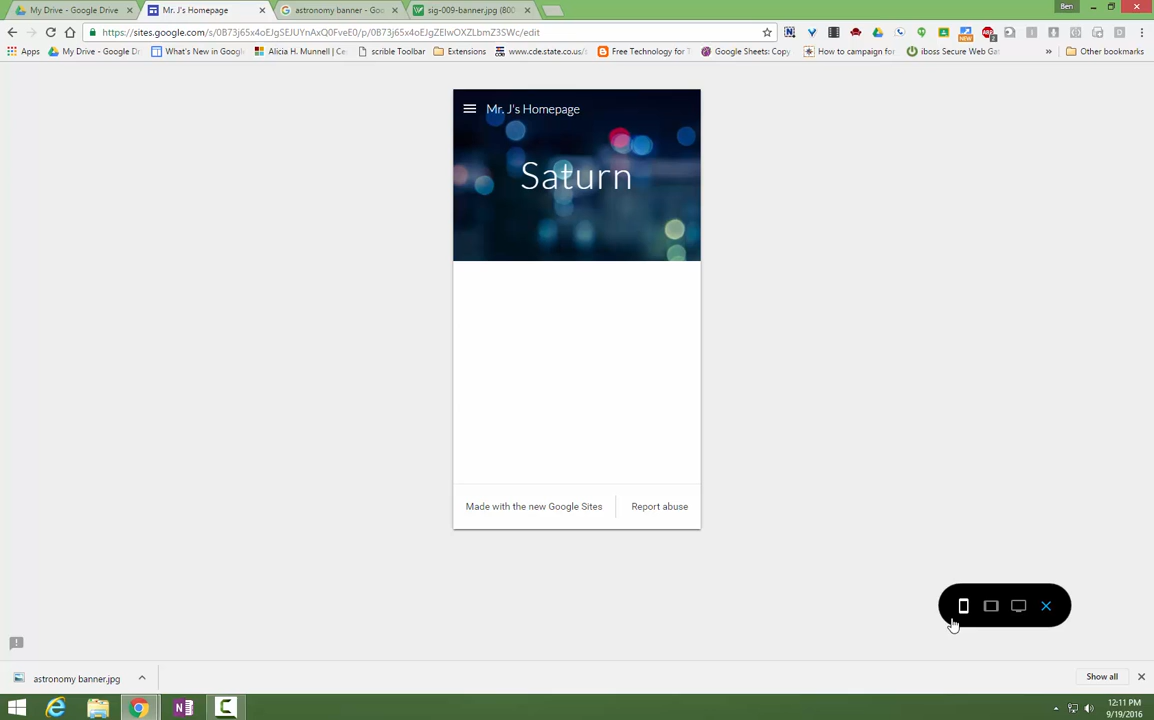 My Drive - Google Drive
Mr. J's Homepage
astronomy banner - Goo
sig-009-banner.jpg (800
Ben
https://sites.google.com/s/0B73j65x4oEJgSEJUYnAxQ0FveE0/p/0B73j65x4oEJgZElwOXZLbmZ3SWc/edit
Apps
My Drive - Google Dr
What's New in Google
Alicia H. Munnell | Ce
scrible Toolbar
Extensions
www.cde.state.co.us/
Free Technology for T
Google Sheets: Copy
How to campaign for
iboss Secure Web Gat
»
Other bookmarks
Mr. J's Homepage
Saturn
Made with the new Google Sites
Report abuse
astronomy banner.jpg
Show all
12:11 PM
9/19/2016